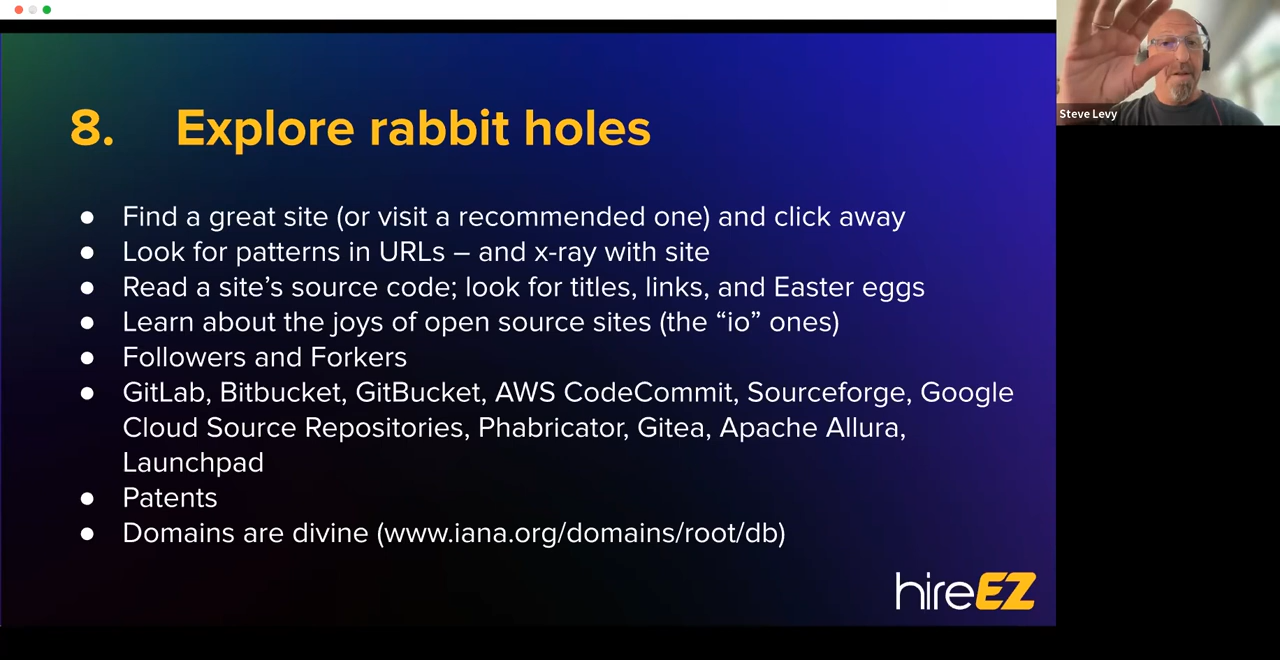 8. Explore rabbit holes
● Find a great site (or visit a recommended one) and click away
● Look for patterns in URLs – and x-ray with site
● Read a site’s source code; look for titles, links, and Easter eggs
● Learn about the joys of open source sites (the “io” ones)
● Followers and Forkers
● GitLab, Bitbucket, GitBucket, AWS CodeCommit, Sourceforge, Google
Cloud Source Repositories, Phabricator, Gitea, Apache Allura,
Launchpad
● Patents
● Domains are divine (www.iana.org/domains/root/db)
hireEZ
Steve Levy